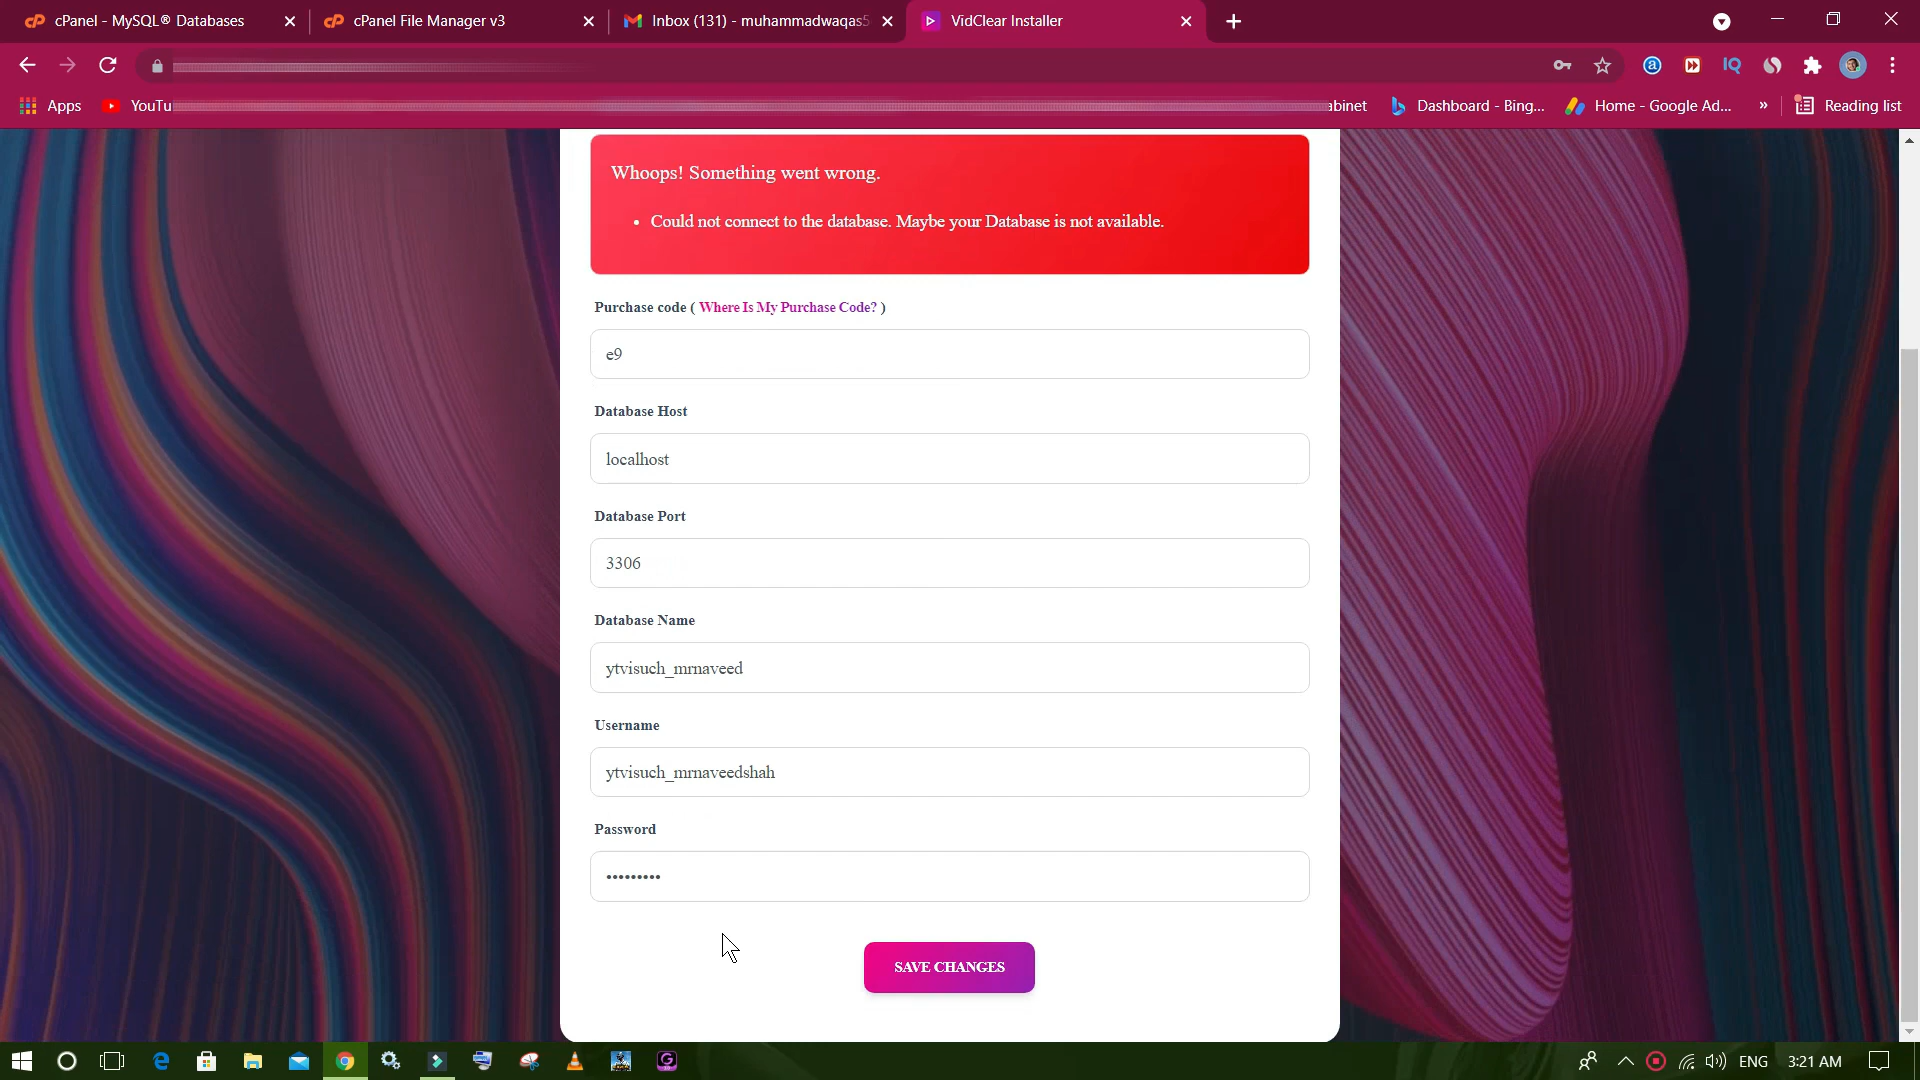 cPanel - MySQL® Databases
cPanel File Manager v3
Inbox (131) - muhammadwaqas5
VidClear Installer
Apps
YouTu
abinet
Dashboard - Bing...
Home - Google Ad...
»
Reading list
Whoops! Something went wrong.
• Could not connect to the database. Maybe your Database is not available.
Purchase code ( Where Is My Purchase Code? )
e9
Database Host
localhost
Database Port
3306
Database Name
ytvisuch_mrnaveed
Username
ytvisuch_mrnaveedshah
Password
•••••••••
SAVE CHANGES
ENG
3:21 AM